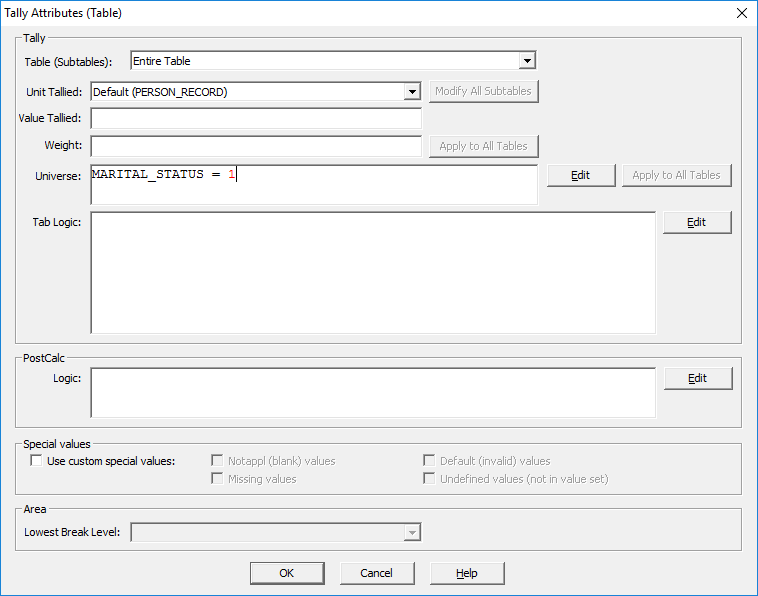 Tally Attributes (Table)
Tally
Table (Subtables): Entire Table
Unit Tallied: Default (PERSON_RECORD) Modify All Subtables
Value Tallied:
Weight: Apply to All Tables
Universe: MARITAL_STATUS = 1 Edit Apply to All Tables
Tab Logic: Edit
PostCalc
Logic: Edit
Special values
Use custom special values: Notappl (blank) values Default (invalid) values
Missing values Undefined values (not in value set)
Area
Lowest Break Level:
OK Cancel Help